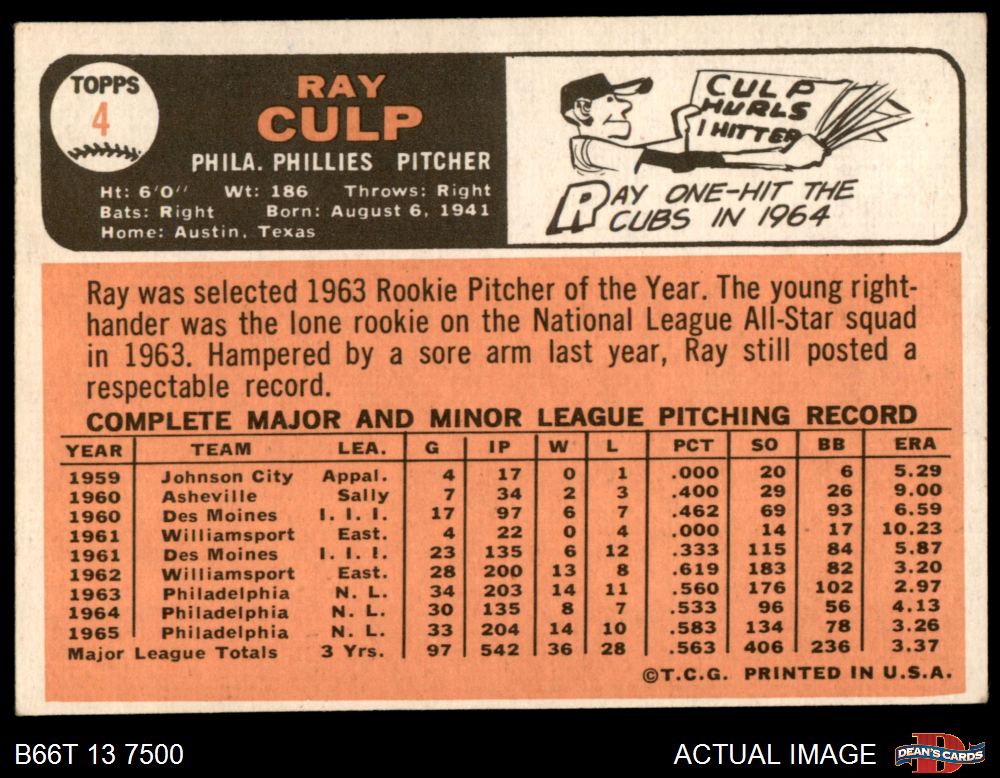 TOPPS
4
RAY
CULP
PHILA. PHILLIES PITCHER
Ht: 6'0" Wt: 186 Throws: Right
Bats: Right Born: August 6, 1941
Home: Austin, Texas
CULP
HURLS
1 HITTER
RAY ONE-HIT THE
CUBS IN 1964
Ray was selected 1963 Rookie Pitcher of the Year. The young right-
hander was the lone rookie on the National League All-Star squad
in 1963. Hampered by a sore arm last year, Ray still posted a
respectable record.
COMPLETE MAJOR AND MINOR LEAGUE PITCHING RECORD
YEAR TEAM LEA. G IP W L PCT SO BB ERA
1959 Johnson City Appal. 4 17 0 1 .000 20 6 5.29
1960 Asheville Sally 7 34 2 3 .400 29 26 9.00
1960 Des Moines I. I. I. 17 97 6 7 .462 69 93 6.59
1961 Williamsport East. 4 22 0 4 .000 14 17 10.23
1961 Des Moines I. I. I. 23 135 6 12 .333 115 84 5.87
1962 Williamsport East. 28 200 13 8 .619 183 82 3.20
1963 Philadelphia N. L. 34 203 14 11 .560 176 102 2.97
1964 Philadelphia N. L. 30 135 8 7 .533 96 56 4.13
1965 Philadelphia N. L. 33 204 14 10 .583 134 78 3.26
Major League Totals 3 Yrs. 97 542 36 28 .563 406 236 3.37
©T.C.G. PRINTED IN U.S.A.
B66T 13 7500 ACTUAL IMAGE
DEAN'S CARDS